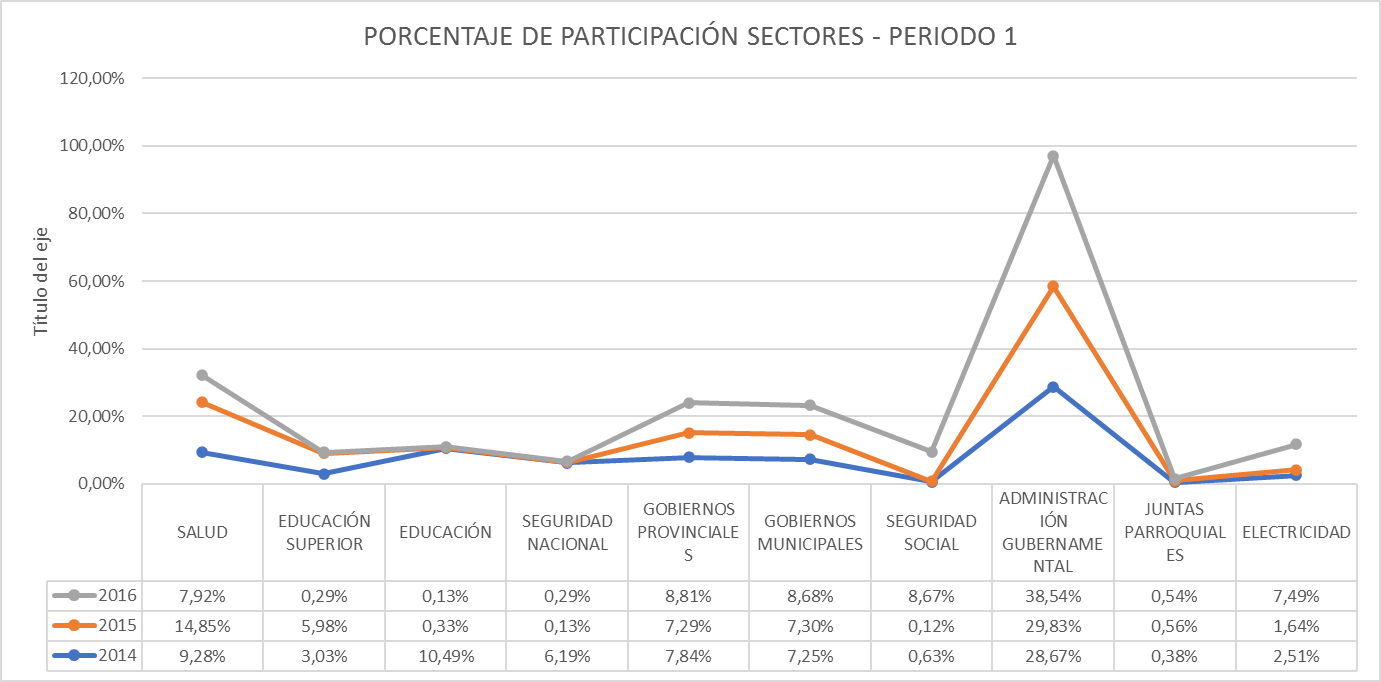 PORCENTAJE DE PARTICIPACIÓN SECTORES - PERIODO 1
120,00%
100,00%
80,00%
60,00%
40,00%
20,00%
0,00%
Título del eje
SALUD
EDUCACIÓN
SUPERIOR
EDUCACIÓN
SEGURIDAD
NACIONAL
GOBIERNOS
PROVINCIALE
S
GOBIERNOS
MUNICIPALES
SEGURIDAD
SOCIAL
ADMINISTRAC
IÓN
GUBERNAME
NTAL
JUNTAS
PARROQUIAL
ES
ELECTRICIDAD
2016 7,92% 0,29% 0,13% 0,29% 8,81% 8,68% 8,67% 38,54% 0,54% 7,49%
2015 14,85% 5,98% 0,33% 0,13% 7,29% 7,30% 0,12% 29,83% 0,56% 1,64%
2014 9,28% 3,03% 10,49% 6,19% 7,84% 7,25% 0,63% 28,67% 0,38% 2,51%